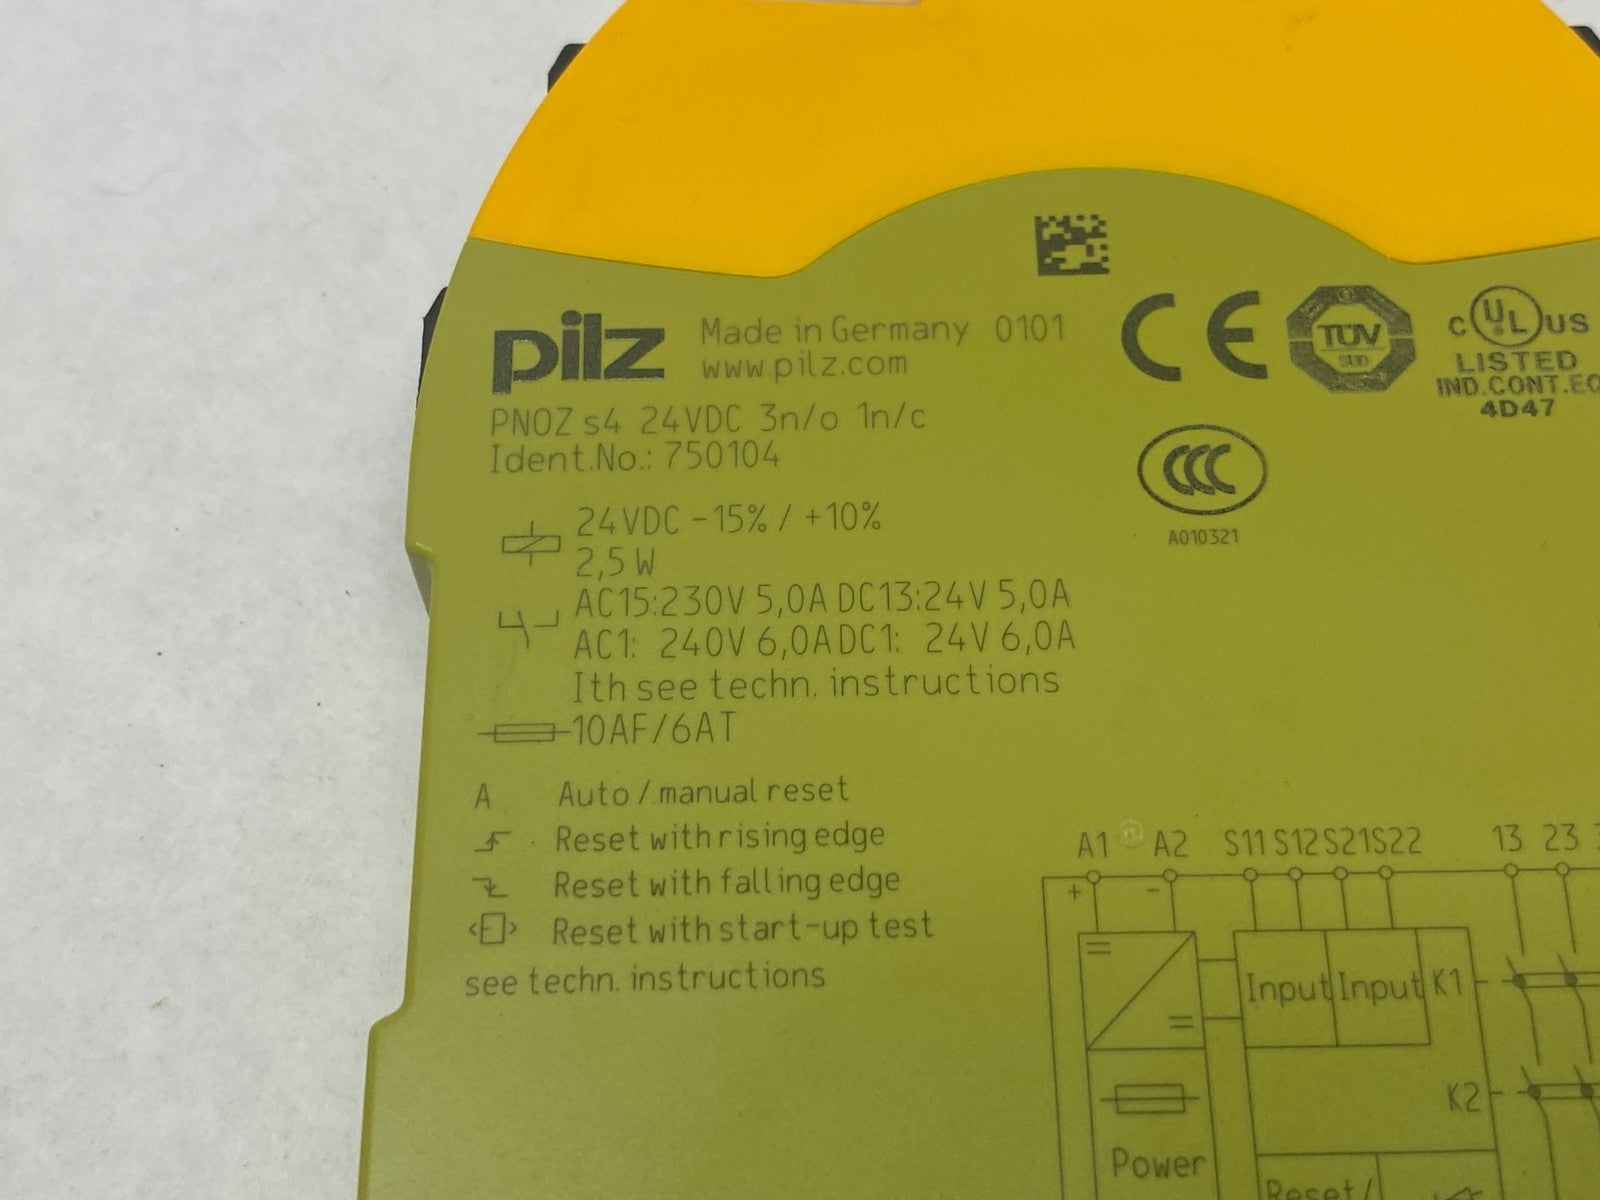 pilz Made in Germany 0101
www.pilz.com
PNOZ s4 24VDC 3n/o 1n/c
Ident.No.: 750104
CE
TÜV
SÜD
C UL US
LISTED
IND.CONT.EQ
4D47
CCC
A010321
24VDC -15% / +10%
2,5 W
AC15:230V 5,0A DC13:24V 5,0A
AC1: 240V 6,0A DC1: 24V 6,0A
Ith see techn. instructions
10AF/6AT
A Auto / manual reset
Reset with rising edge
Reset with falling edge
Reset with start-up test
see techn. instructions
A1 A2 S11 S12 S21 S22 13 23
+ -
Input Input K1
K2
Power
Reset/